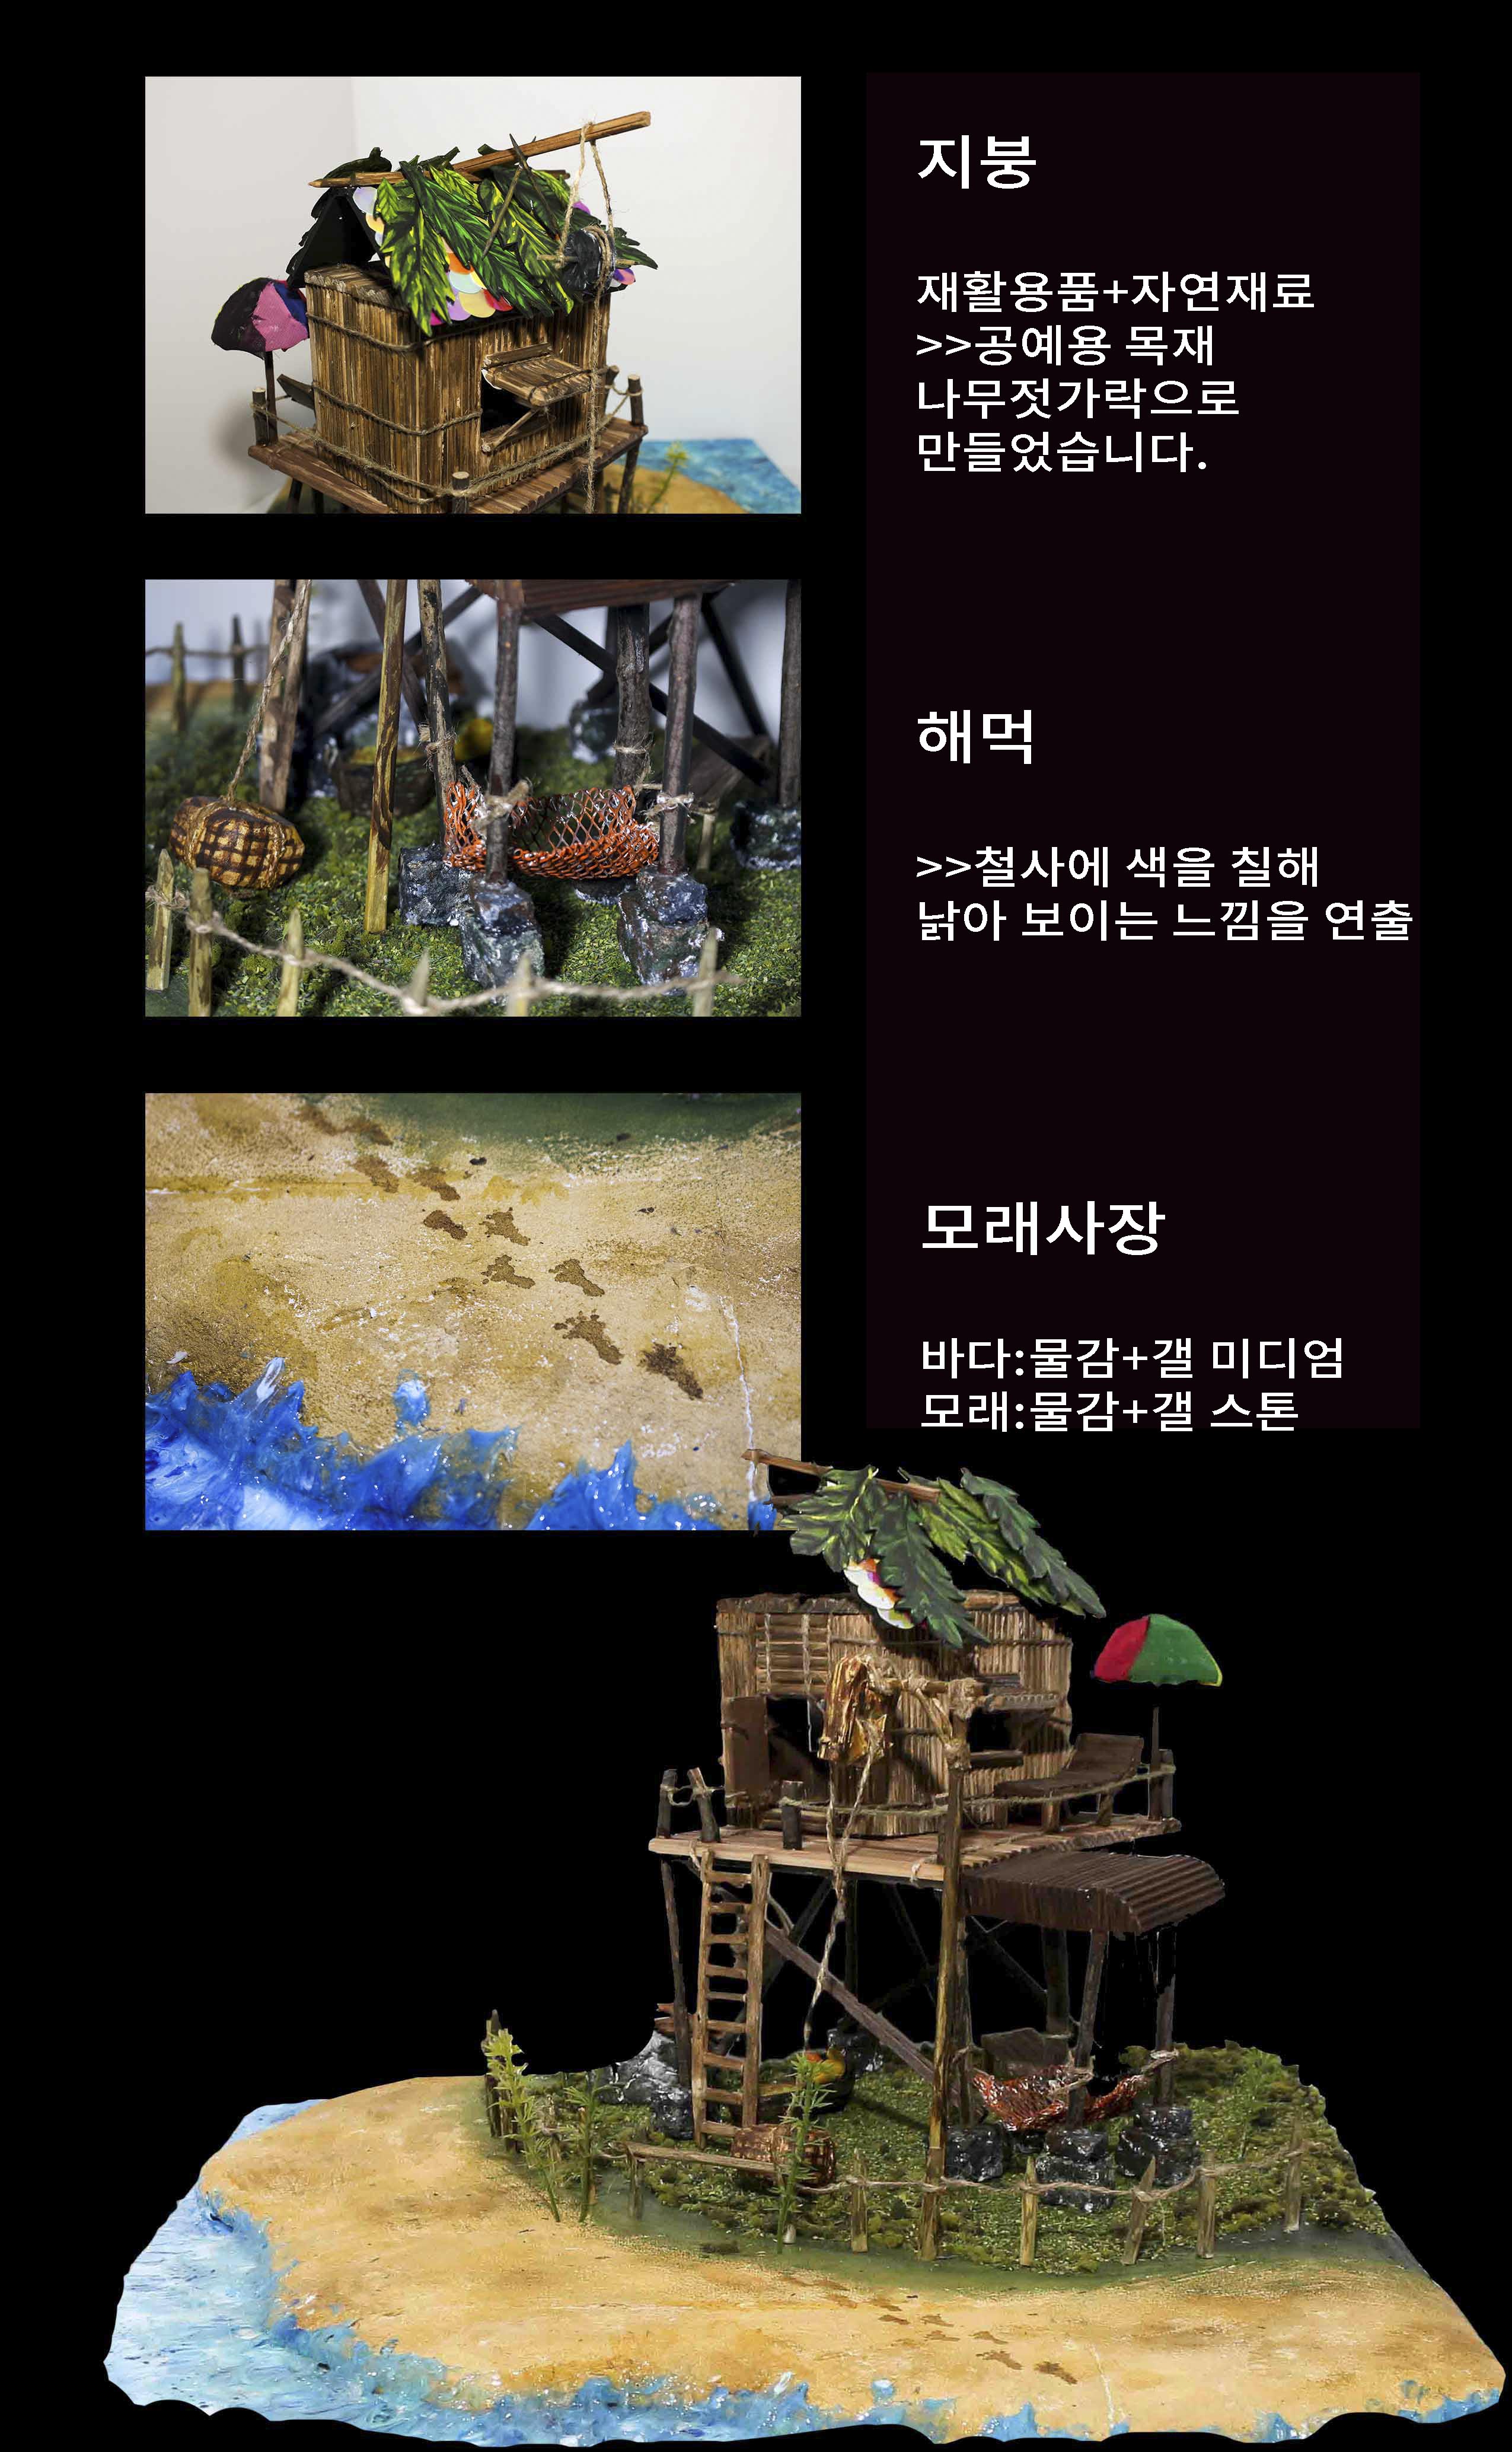 지붕
재활용품+자연재료
>>공예용 목재
나무젓가락으로
만들었습니다.
해먹
>>철사에 색을 칠해
낡아 보이는 느낌을 연출
모래사장
바다:물감+갤 미디엄
모래:물감+갤 스톤